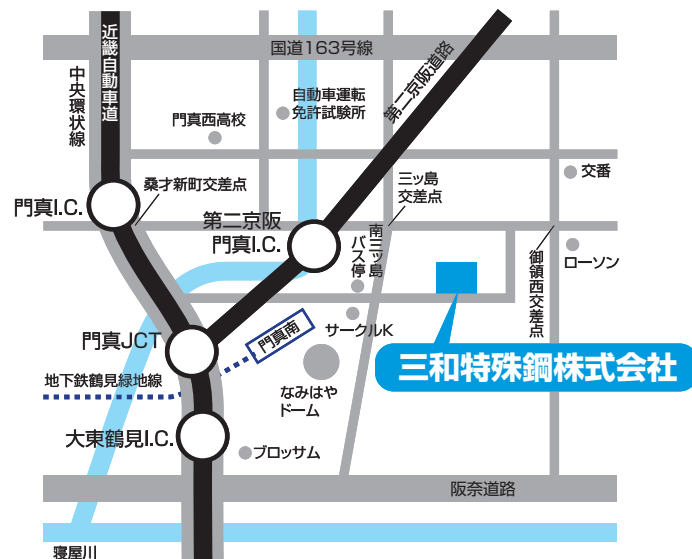 国道163号線
近畿自動車道
中央環状線
第二京阪道路
自動車運転
免許試験所
門真西高校
交番
桑才新町交差点
三ッ島
交差点
門真I.C.
第二京阪
門真I.C.
南三ッ島
バス停
御領西交差点
ローソン
サークルK
門真JCT
門真南
三和特殊鋼株式会社
地下鉄鶴見緑地線
なみはや
ドーム
大東鶴見I.C.
ブロッサム
阪奈道路
寝屋川